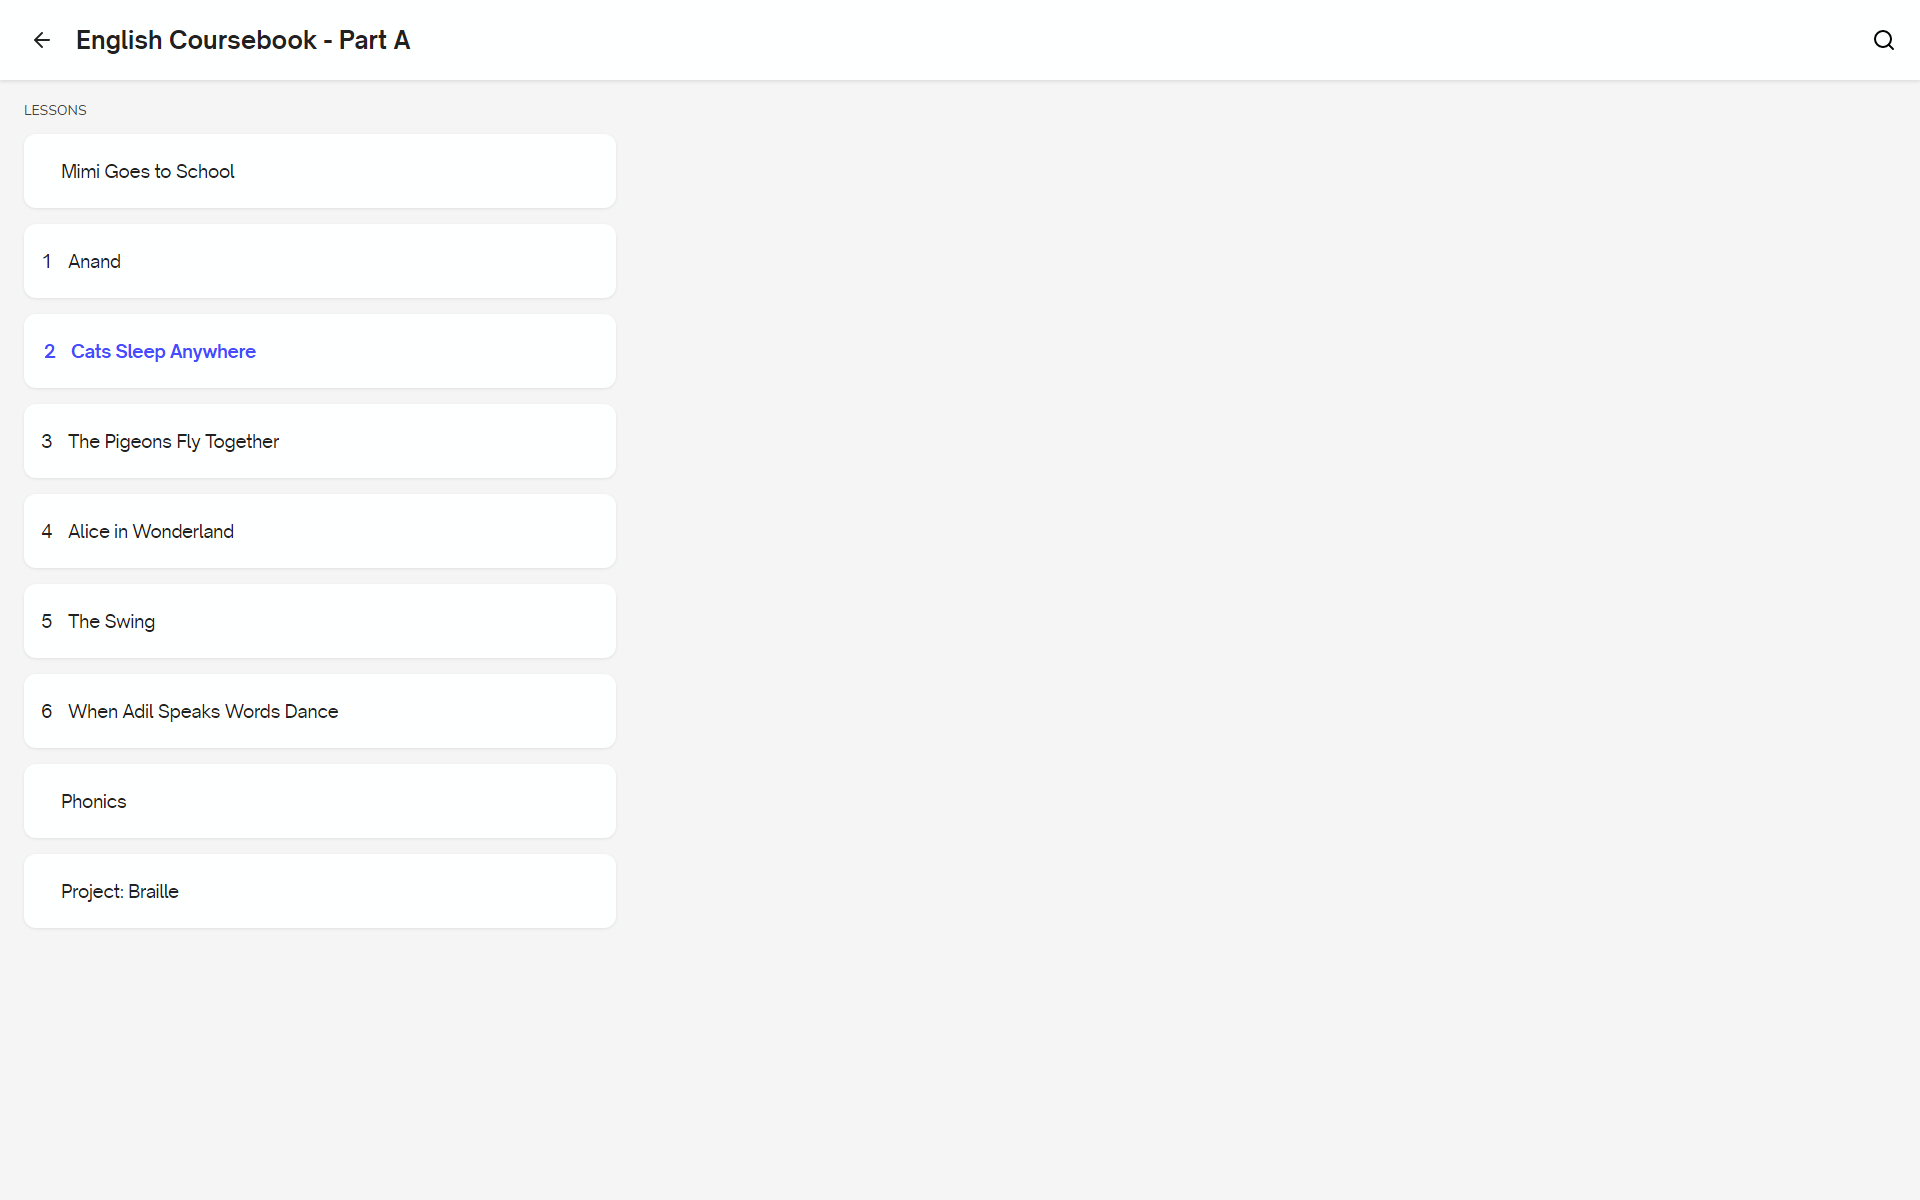 English Coursebook - Part A
LESSONS
Mimi Goes to School
1 Anand
2 Cats Sleep Anywhere
3 The Pigeons Fly Together
4 Alice in Wonderland
5 The Swing
6 When Adil Speaks Words Dance
Phonics
Project: Braille